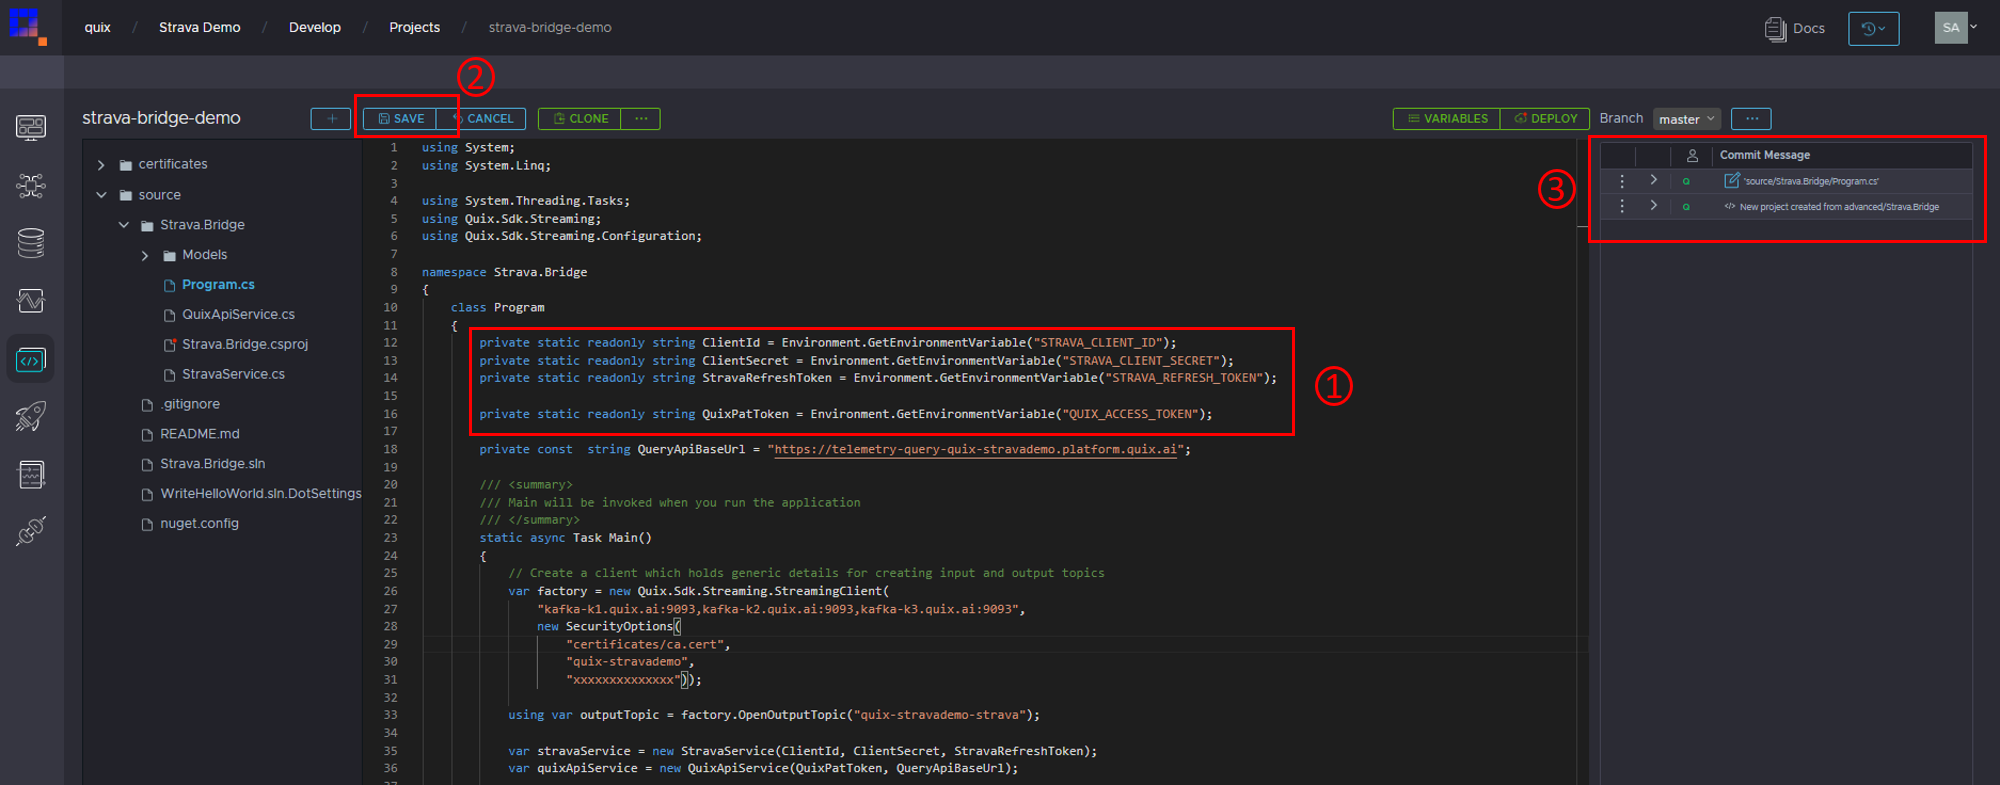 quix / Strava Demo / Develop / Projects / strava-bridge-demo
Docs
SA
②
strava-bridge-demo
+
SAVE
CANCEL
CLONE
...
VARIABLES
DEPLOY
Branch
master
...
certificates
source
Strava.Bridge
Models
Program.cs
QuixApiService.cs
Strava.Bridge.csproj
StravaService.cs
.gitignore
README.md
Strava.Bridge.sln
WriteHelloWorld.sln.DotSettings
nuget.config
1 using System;
2 using System.Linq;
3
4 using System.Threading.Tasks;
5 using Quix.Sdk.Streaming;
6 using Quix.Sdk.Streaming.Configuration;
7
8 namespace Strava.Bridge
9 {
10 class Program
11 {
12 private static readonly string ClientId = Environment.GetEnvironmentVariable("STRAVA_CLIENT_ID");
13 private static readonly string ClientSecret = Environment.GetEnvironmentVariable("STRAVA_CLIENT_SECRET");
14 private static readonly string StravaRefreshToken = Environment.GetEnvironmentVariable("STRAVA_REFRESH_TOKEN");
15
16 private static readonly string QuixPatToken = Environment.GetEnvironmentVariable("QUIX_ACCESS_TOKEN");
17
18 private const  string QueryApiBaseUrl = "https://telemetry-query-quix-stravademo.platform.quix.ai";
19
20 /// <summary>
21 /// Main will be invoked when you run the application
22 /// </summary>
23 static async Task Main()
24 {
25 // Create a client which holds generic details for creating input and output topics
26 var factory = new Quix.Sdk.Streaming.StreamingClient(
27 "kafka-k1.quix.ai:9093,kafka-k2.quix.ai:9093,kafka-k3.quix.ai:9093",
28 new SecurityOptions(
29 "certificates/ca.cert",
30 "quix-stravademo",
31 "xxxxxxxxxxxxxx"));
32
33 using var outputTopic = factory.OpenOutputTopic("quix-stravademo-strava");
34
35 var stravaService = new StravaService(ClientId, ClientSecret, StravaRefreshToken);
36 var quixApiService = new QuixApiService(QuixPatToken, QueryApiBaseUrl);
①
③
Commit Message
Q 'source/Strava.Bridge/Program.cs'
Q </> New project created from advanced/Strava.Bridge